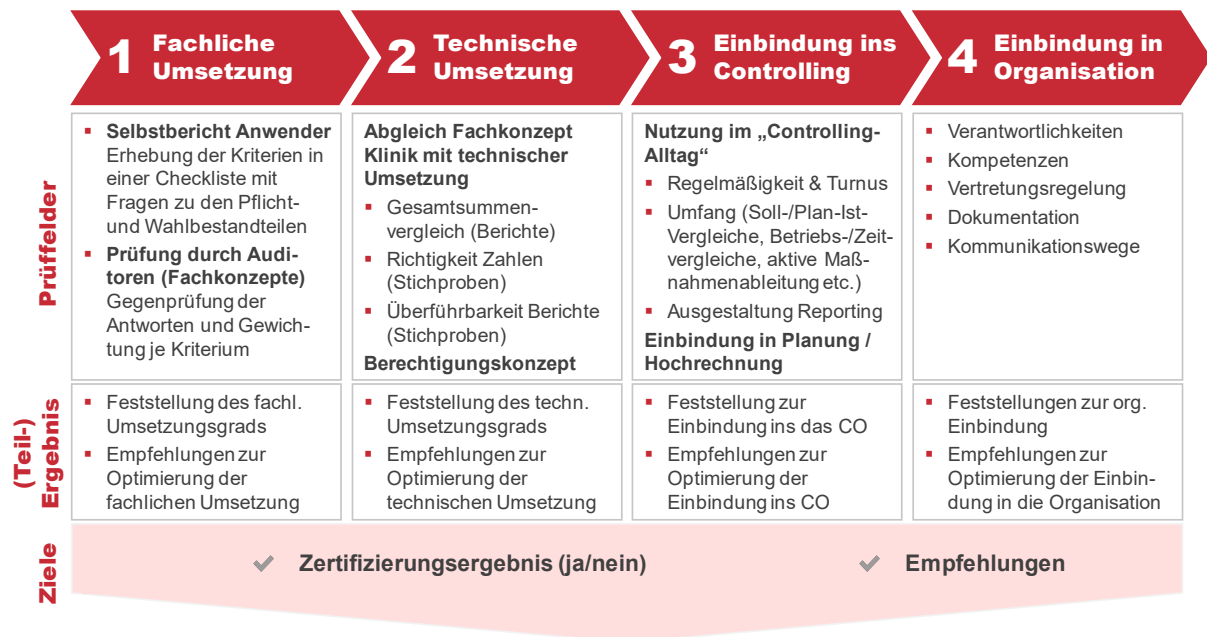 1 Fachliche
Umsetzung
2 Technische
Umsetzung
3 Einbindung ins
Controlling
4 Einbindung in
Organisation
Prüffelder
▪ Selbstbericht Anwender
Erhebung der Kriterien in
einer Checkliste mit
Fragen zu den Pflicht-
und Wahlbestandteilen
▪ Prüfung durch Audi-
toren (Fachkonzepte)
Gegenprüfung der
Antworten und Gewich-
tung je Kriterium
Abgleich Fachkonzept
Klinik mit technischer
Umsetzung
▪ Gesamtsummen-
vergleich (Berichte)
▪ Richtigkeit Zahlen
(Stichproben)
▪ Überführbarkeit Berichte
(Stichproben)
Berechtigungskonzept
Nutzung im „Controlling-
Alltag“
▪ Regelmäßigkeit & Turnus
▪ Umfang (Soll-/Plan-Ist-
Vergleiche, Betriebs-/Zeit-
vergleiche, aktive Maß-
nahmenableitung etc.)
▪ Ausgestaltung Reporting
Einbindung in Planung /
Hochrechnung
▪ Verantwortlichkeiten
▪ Kompetenzen
▪ Vertretungsregelung
▪ Dokumentation
▪ Kommunikationswege
(Teil-)
Ergebnis
▪ Feststellung des fachl.
Umsetzungsgrads
▪ Empfehlungen zur
Optimierung der
fachlichen Umsetzung
▪ Feststellung des techn.
Umsetzungsgrads
▪ Empfehlungen zur
Optimierung der
technischen Umsetzung
▪ Feststellung zur
Einbindung ins das CO
▪ Empfehlungen zur
Optimierung der
Einbindung ins CO
▪ Feststellungen zur org.
Einbindung
▪ Empfehlungen zur
Optimierung der Einbin-
dung in die Organisation
Ziele
✓ Zertifizierungsergebnis (ja/nein)
✓ Empfehlungen